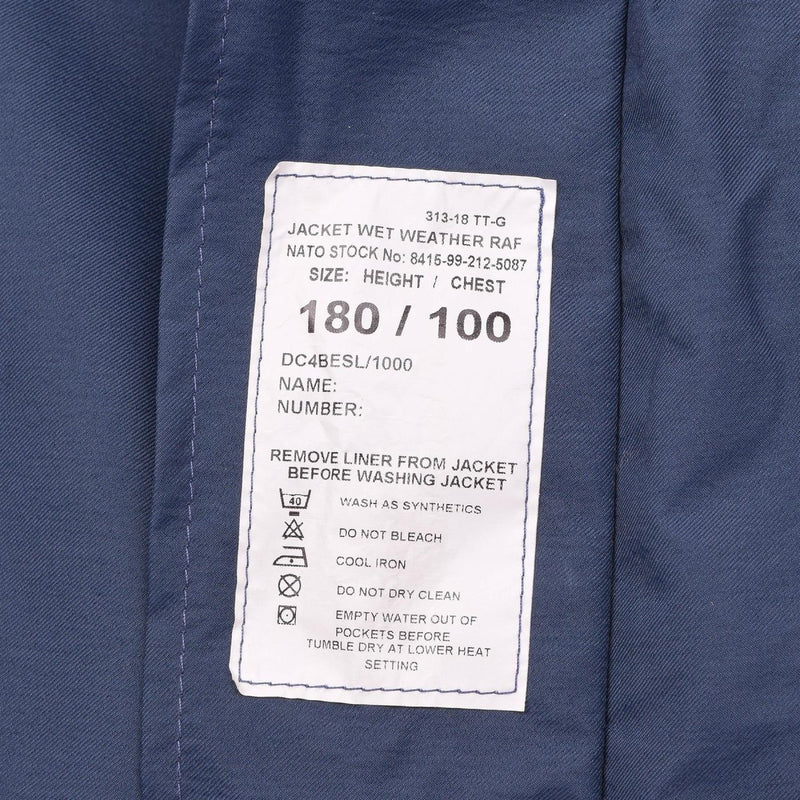 313-18 TT-G
JACKET WET WEATHER RAF
NATO STOCK No: 8415-99-212-5087
SIZE: HEIGHT / CHEST
180 / 100
DC4BESL/1000
NAME:
NUMBER:
REMOVE LINER FROM JACKET
BEFORE WASHING JACKET
40 WASH AS SYNTHETICS
DO NOT BLEACH
COOL IRON
DO NOT DRY CLEAN
EMPTY WATER OUT OF
POCKETS BEFORE
TUMBLE DRY AT LOWER HEAT
SETTING